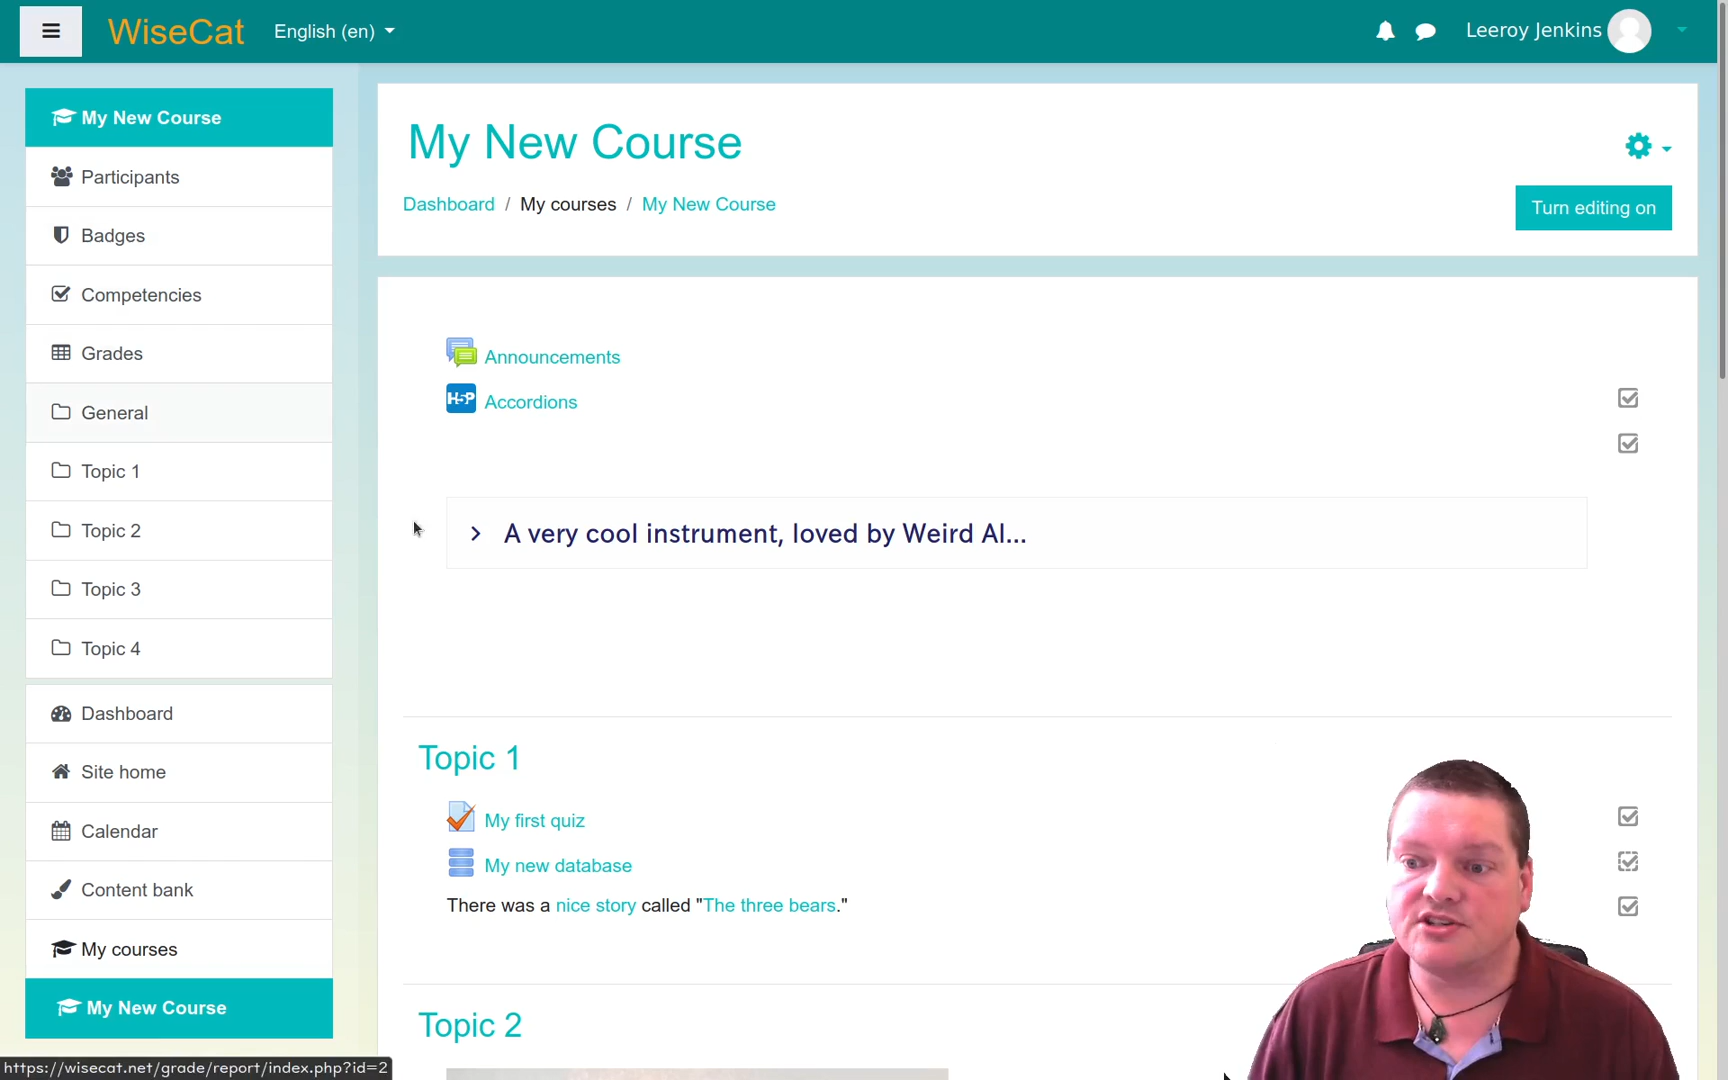 WiseCat
English (en)
Leeroy Jenkins
My New Course
Participants
Badges
Competencies
Grades
General
Topic 1
Topic 2
Topic 3
Topic 4
Dashboard
Site home
Calendar
Content bank
My courses
My New Course
My New Course
Dashboard / My courses / My New Course
Turn editing on
Announcements
H5P Accordions
A very cool instrument, loved by Weird Al...
Topic 1
My first quiz
My new database
There was a nice story called "The three bears."
Topic 2
https://wisecat.net/grade/report/index.php?id=2